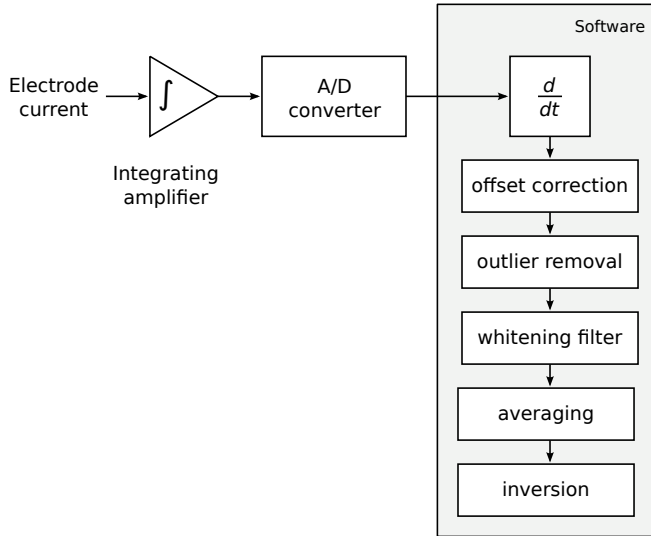 Software
Electrode
current
∫
A/D
converter
d
dt
Integrating
amplifier
offset correction
outlier removal
whitening filter
averaging
inversion